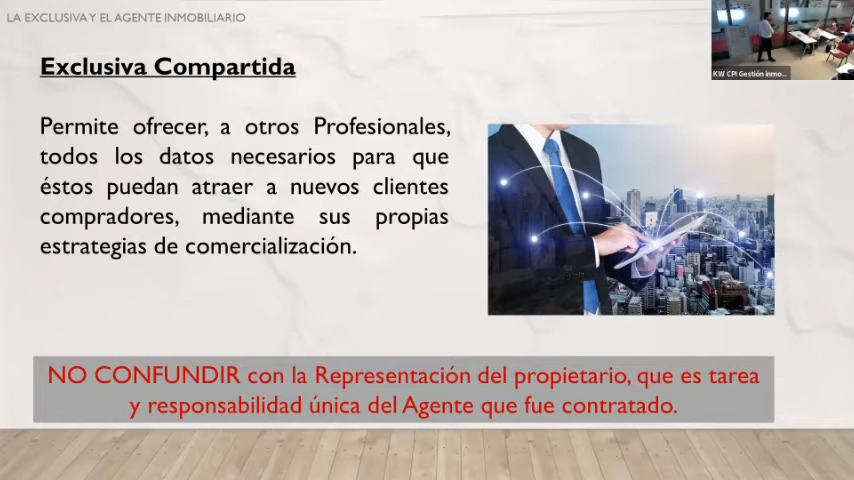 LA EXCLUSIVA Y EL AGENTE INMOBILIARIO
Exclusiva Compartida
Permite ofrecer, a otros Profesionales,
todos los datos necesarios para que
éstos puedan atraer a nuevos clientes
compradores, mediante sus propias
estrategias de comercialización.
NO CONFUNDIR con la Representación del propietario, que es tarea
y responsabilidad única del Agente que fue contratado.
KW CPI Gestión inmo...